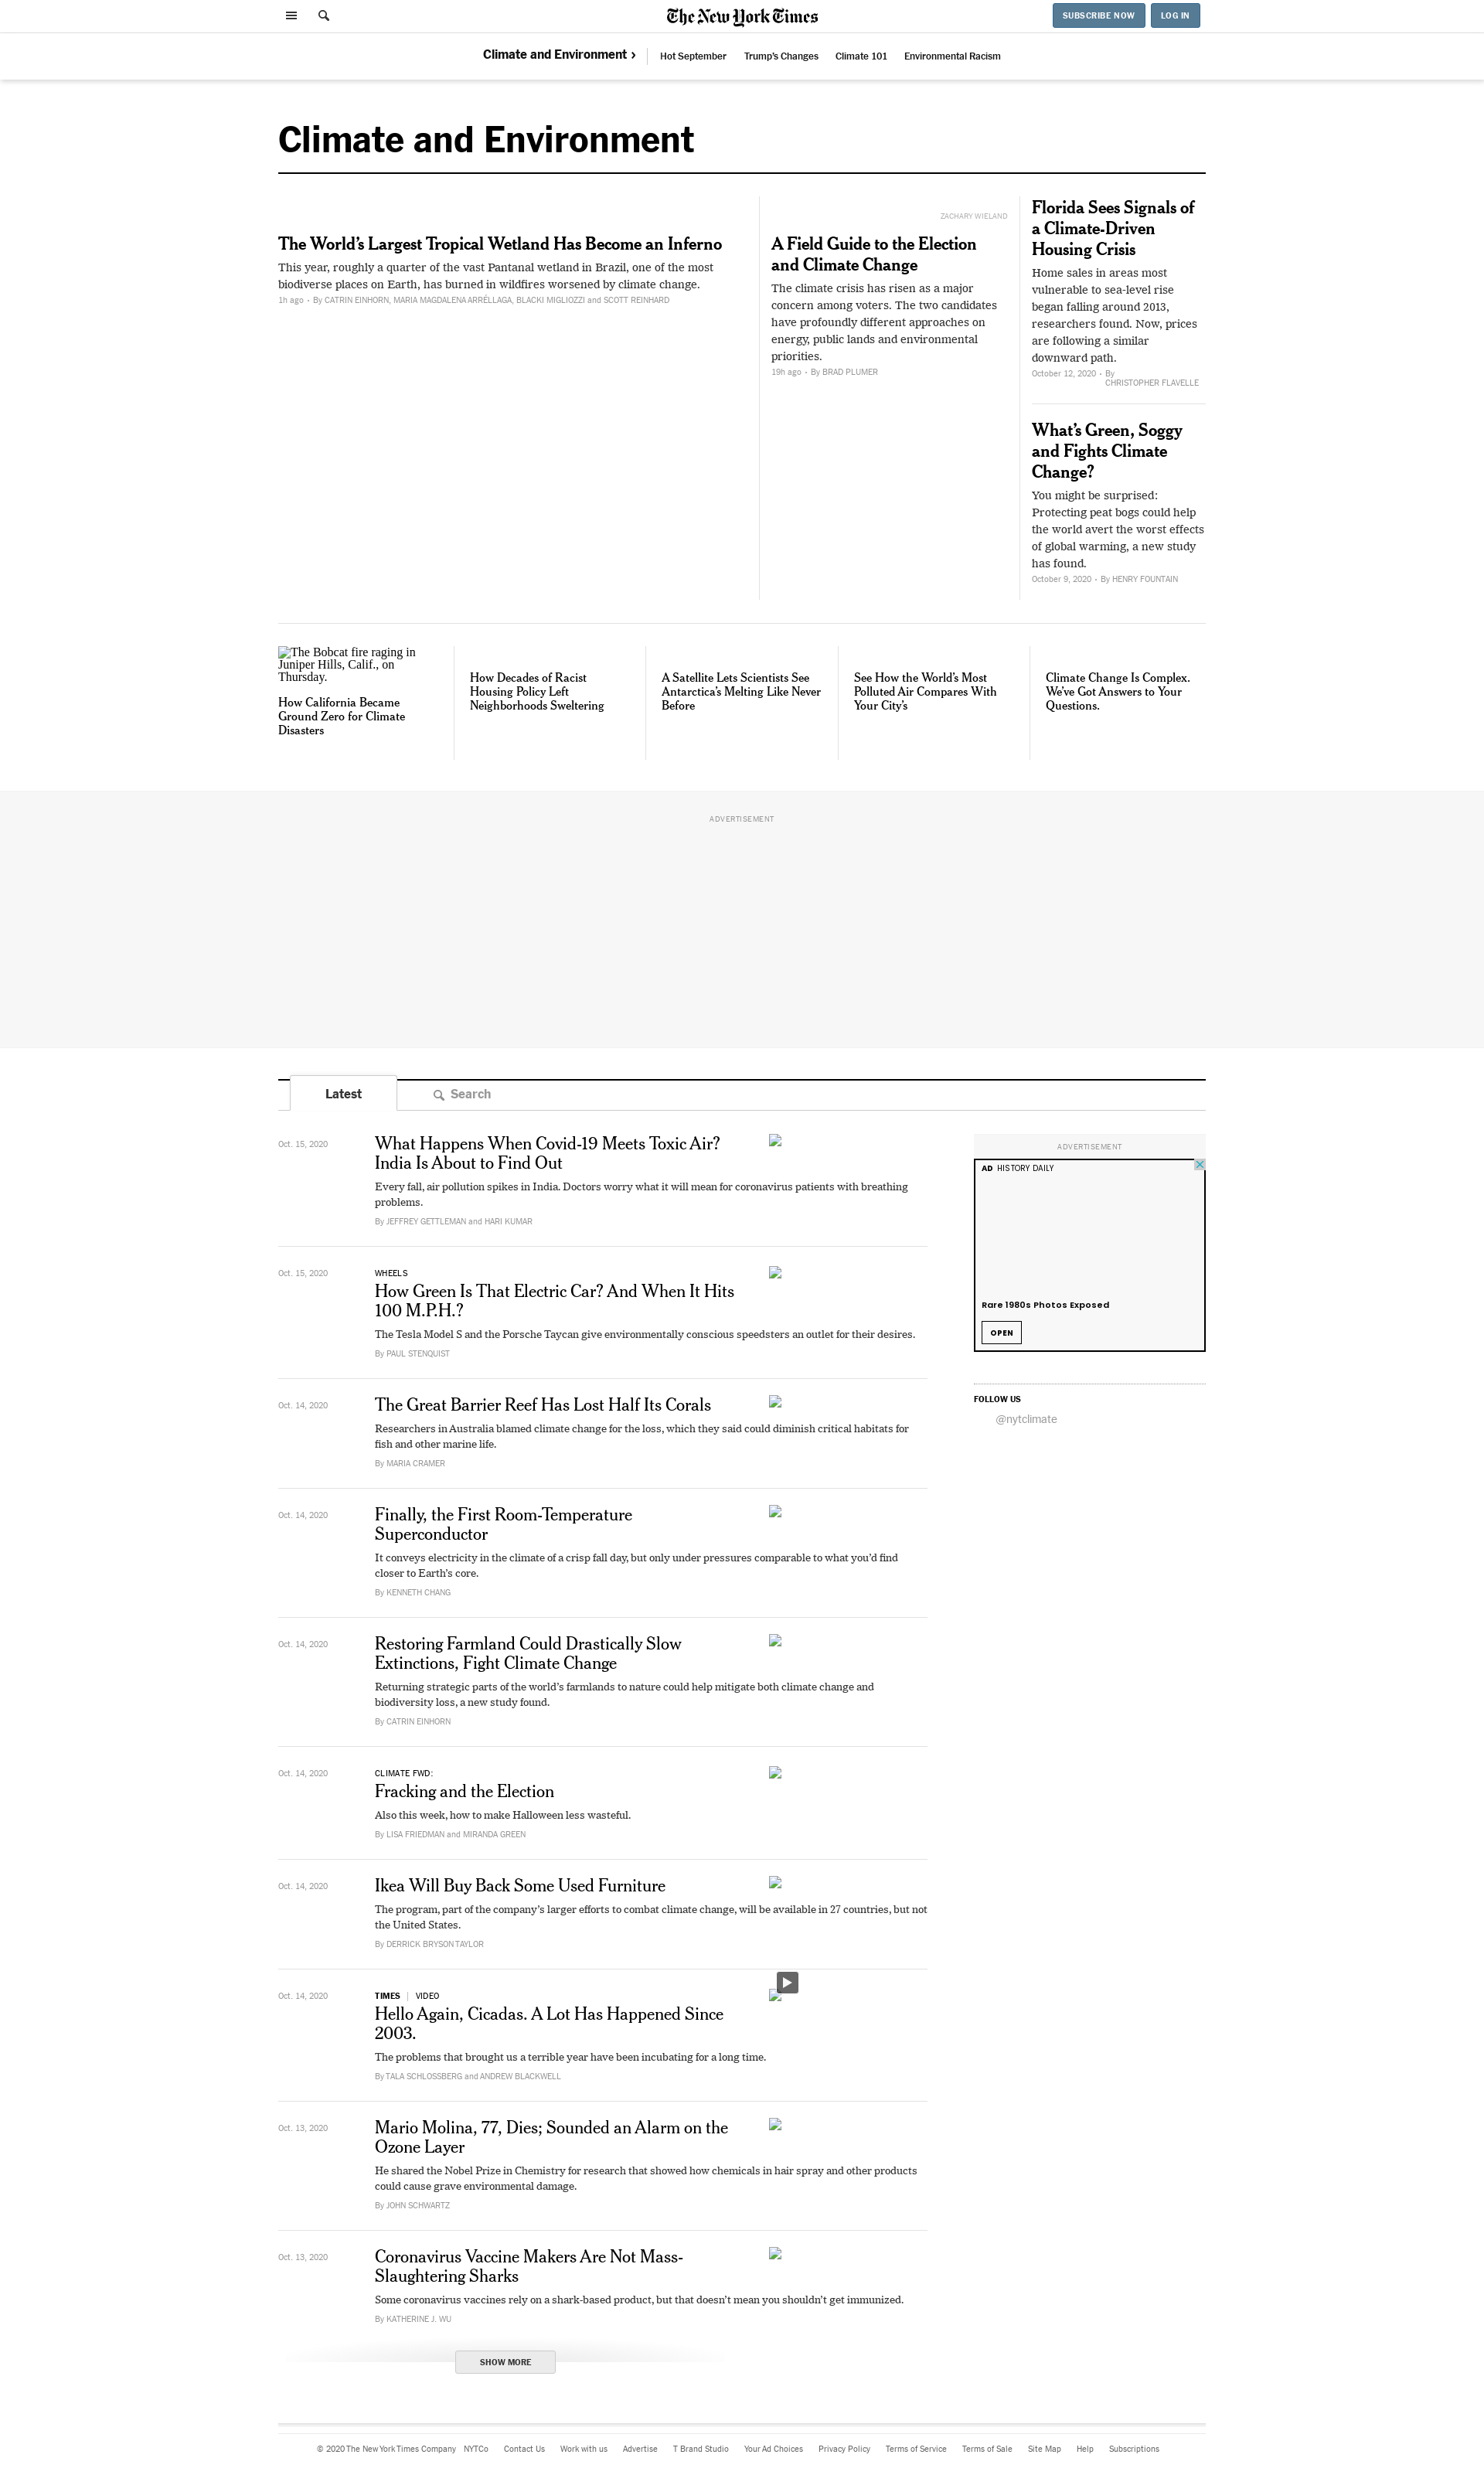 The New York Times
SUBSCRIBE NOW
LOG IN
Climate and Environment ›
Hot September
Trump's Changes
Climate 101
Environmental Racism
Climate and Environment
The World's Largest Tropical Wetland Has Become an Inferno
This year, roughly a quarter of the vast Pantanal wetland in Brazil, one of the most
biodiverse places on Earth, has burned in wildfires worsened by climate change.
1h ago • By CATRIN EINHORN, MARIA MAGDALENA ARRÉLLAGA, BLACKI MIGLIOZZI and SCOTT REINHARD
ZACHARY WIELAND
A Field Guide to the Election
and Climate Change
The climate crisis has risen as a major
concern among voters. The two candidates
have profoundly different approaches on
energy, public lands and environmental
priorities.
19h ago • By BRAD PLUMER
Florida Sees Signals of
a Climate-Driven
Housing Crisis
Home sales in areas most
vulnerable to sea-level rise
began falling around 2013,
researchers found. Now, prices
are following a similar
downward path.
October 12, 2020 • By
CHRISTOPHER FLAVELLE
What's Green, Soggy
and Fights Climate
Change?
You might be surprised:
Protecting peat bogs could help
the world avert the worst effects
of global warming, a new study
has found.
October 9, 2020 • By HENRY FOUNTAIN
The Bobcat fire raging in
Juniper Hills, Calif., on
Thursday.
How California Became
Ground Zero for Climate
Disasters
How Decades of Racist
Housing Policy Left
Neighborhoods Sweltering
A Satellite Lets Scientists See
Antarctica's Melting Like Never
Before
See How the World's Most
Polluted Air Compares With
Your City's
Climate Change Is Complex.
We've Got Answers to Your
Questions.
ADVERTISEMENT
Latest
Search
Oct. 15, 2020
What Happens When Covid-19 Meets Toxic Air?
India Is About to Find Out
Every fall, air pollution spikes in India. Doctors worry what it will mean for coronavirus patients with breathing
problems.
By JEFFREY GETTLEMAN and HARI KUMAR
Oct. 15, 2020
WHEELS
How Green Is That Electric Car? And When It Hits
100 M.P.H.?
The Tesla Model S and the Porsche Taycan give environmentally conscious speedsters an outlet for their desires.
By PAUL STENQUIST
Oct. 14, 2020
The Great Barrier Reef Has Lost Half Its Corals
Researchers in Australia blamed climate change for the loss, which they said could diminish critical habitats for
fish and other marine life.
By MARIA CRAMER
Oct. 14, 2020
Finally, the First Room-Temperature
Superconductor
It conveys electricity in the climate of a crisp fall day, but only under pressures comparable to what you'd find
closer to Earth's core.
By KENNETH CHANG
Oct. 14, 2020
Restoring Farmland Could Drastically Slow
Extinctions, Fight Climate Change
Returning strategic parts of the world's farmlands to nature could help mitigate both climate change and
biodiversity loss, a new study found.
By CATRIN EINHORN
Oct. 14, 2020
CLIMATE FWD:
Fracking and the Election
Also this week, how to make Halloween less wasteful.
By LISA FRIEDMAN and MIRANDA GREEN
Oct. 14, 2020
Ikea Will Buy Back Some Used Furniture
The program, part of the company's larger efforts to combat climate change, will be available in 27 countries, but not
the United States.
By DERRICK BRYSON TAYLOR
Oct. 14, 2020
TIMES | VIDEO
Hello Again, Cicadas. A Lot Has Happened Since
2003.
The problems that brought us a terrible year have been incubating for a long time.
By TALA SCHLOSSBERG and ANDREW BLACKWELL
Oct. 13, 2020
Mario Molina, 77, Dies; Sounded an Alarm on the
Ozone Layer
He shared the Nobel Prize in Chemistry for research that showed how chemicals in hair spray and other products
could cause grave environmental damage.
By JOHN SCHWARTZ
Oct. 13, 2020
Coronavirus Vaccine Makers Are Not Mass-
Slaughtering Sharks
Some coronavirus vaccines rely on a shark-based product, but that doesn't mean you shouldn't get immunized.
By KATHERINE J. WU
SHOW MORE
ADVERTISEMENT
AD HISTORY DAILY
Rare 1980s Photos Exposed
OPEN
FOLLOW US
@nytclimate
© 2020 The New York Times Company
NYTCo
Contact Us
Work with us
Advertise
T Brand Studio
Your Ad Choices
Privacy Policy
Terms of Service
Terms of Sale
Site Map
Help
Subscriptions